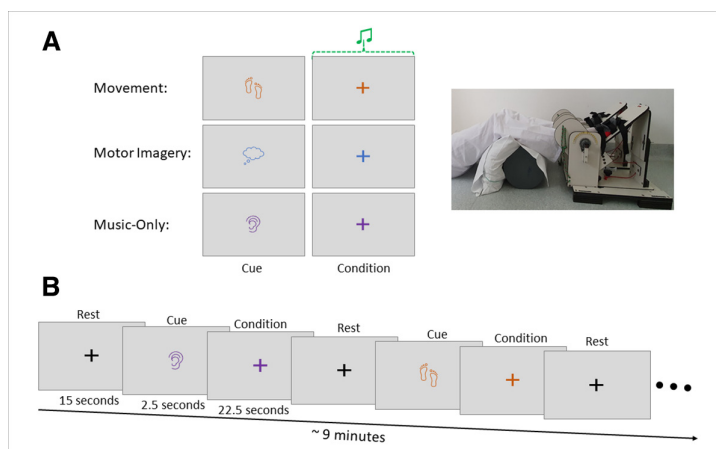 A
Movement:
Motor Imagery:
Music-Only:
Cue
Condition
B
Rest
Cue
Condition
Rest
Cue
Condition
Rest
15 seconds
2.5 seconds
22.5 seconds
~ 9 minutes